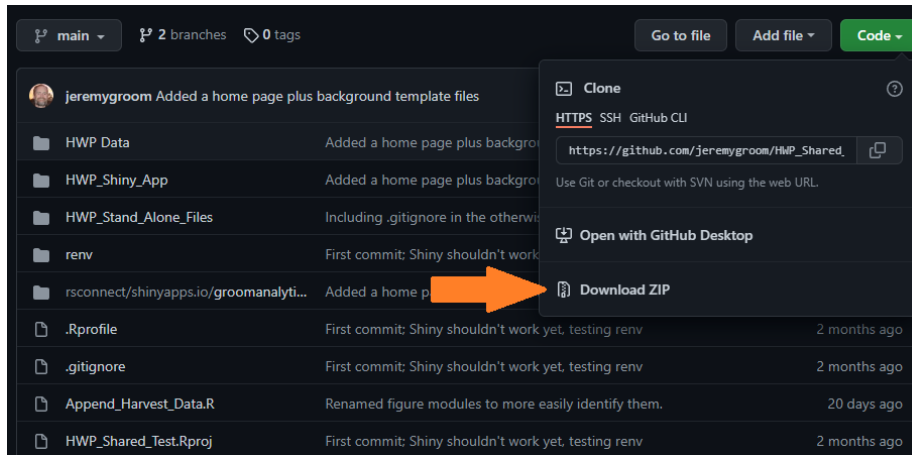 main 2 branches 0 tags Go to file Add file Code
jeremygroom Added a home page plus background template files
Clone
HTTPS SSH GitHub CLI
https://github.com/jeremygroom/HWP_Shared_
Use Git or checkout with SVN using the web URL.
Open with GitHub Desktop
Download ZIP
HWP Data Added a home page plus backgro
HWP_Shiny_App Added a home page plus backgro
HWP_Stand_Alone_Files Including .gitignore in the otherwis
renv First commit; Shiny shouldn't work
rsconnect/shinyapps.io/groomanalyti... Added a home p
.Rprofile First commit; Shiny shouldn't work yet, testing renv 2 months ago
.gitignore First commit; Shiny shouldn't work yet, testing renv 2 months ago
Append_Harvest_Data.R Renamed figure modules to more easily identify them. 20 days ago
HWP_Shared_Test.Rproj First commit; Shiny shouldn't work yet, testing renv 2 months ago